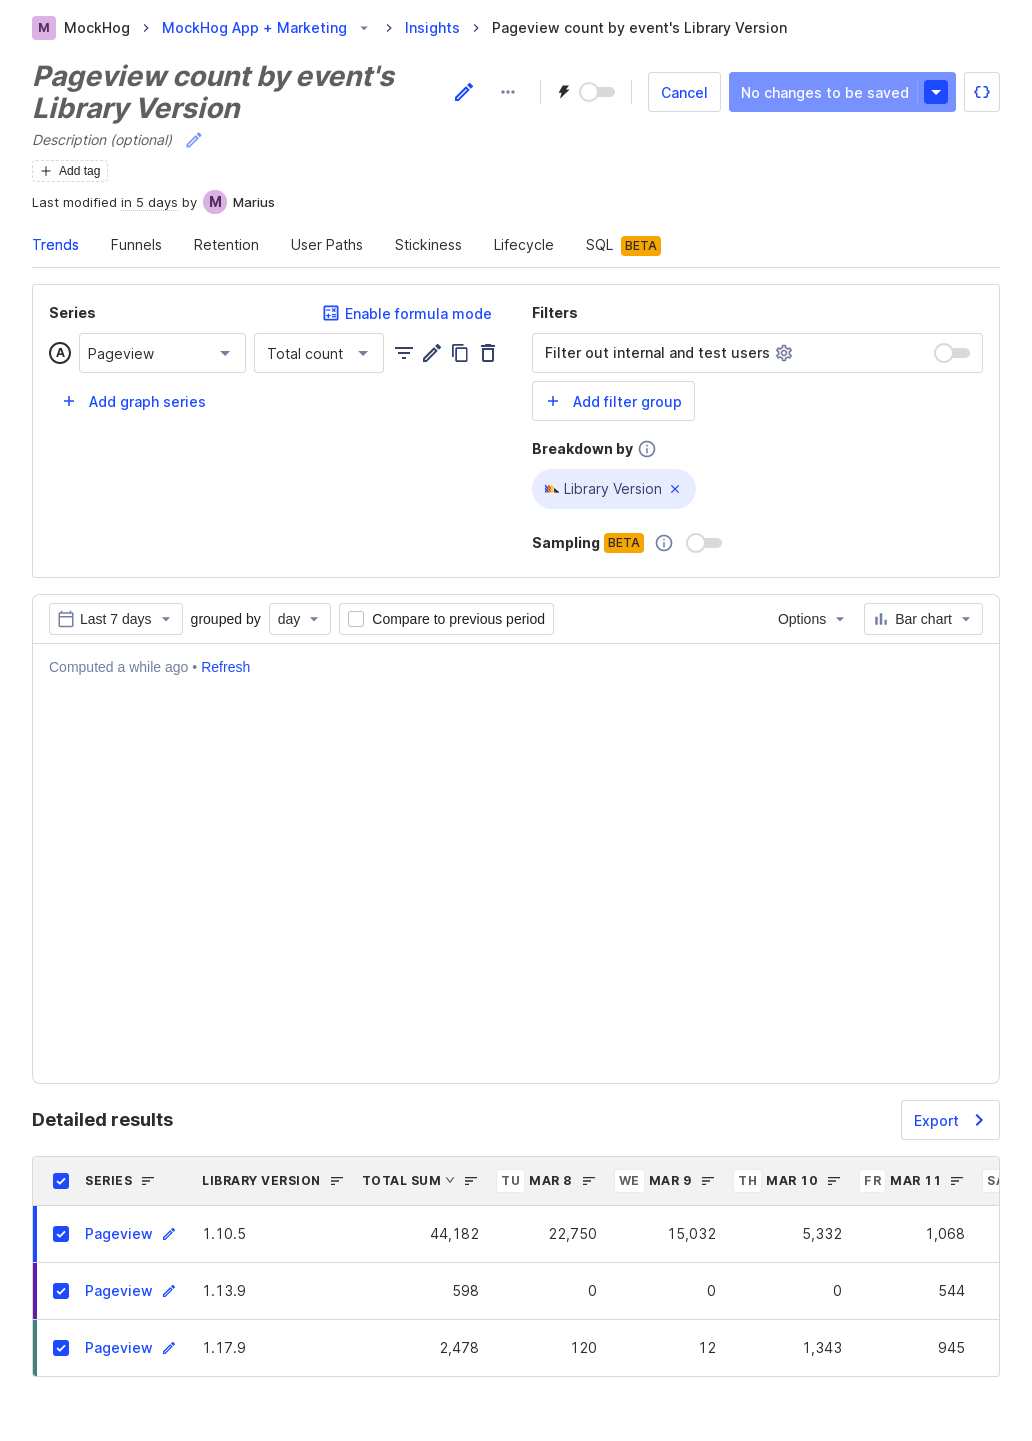 M MockHog MockHog App + Marketing Insights Pageview count by event's Library Version
Pageview count by event's
Library Version
Cancel No changes to be saved
Description (optional)
Add tag
Last modified in 5 days by M Marius
Trends Funnels Retention User Paths Stickiness Lifecycle SQL BETA
Series Enable formula mode Filters
A Pageview Total count Filter out internal and test users
Add graph series Add filter group
Breakdown by
Library Version
Sampling BETA
Last 7 days grouped by day Compare to previous period Options Bar chart
Computed a while ago • Refresh
Detailed results Export
SERIES LIBRARY VERSION TOTAL SUM TU MAR 8 WE MAR 9 TH MAR 10 FR MAR 11 SA
Pageview 1.10.5 44,182 22,750 15,032 5,332 1,068
Pageview 1.13.9 598 0 0 0 544
Pageview 1.17.9 2,478 120 12 1,343 945